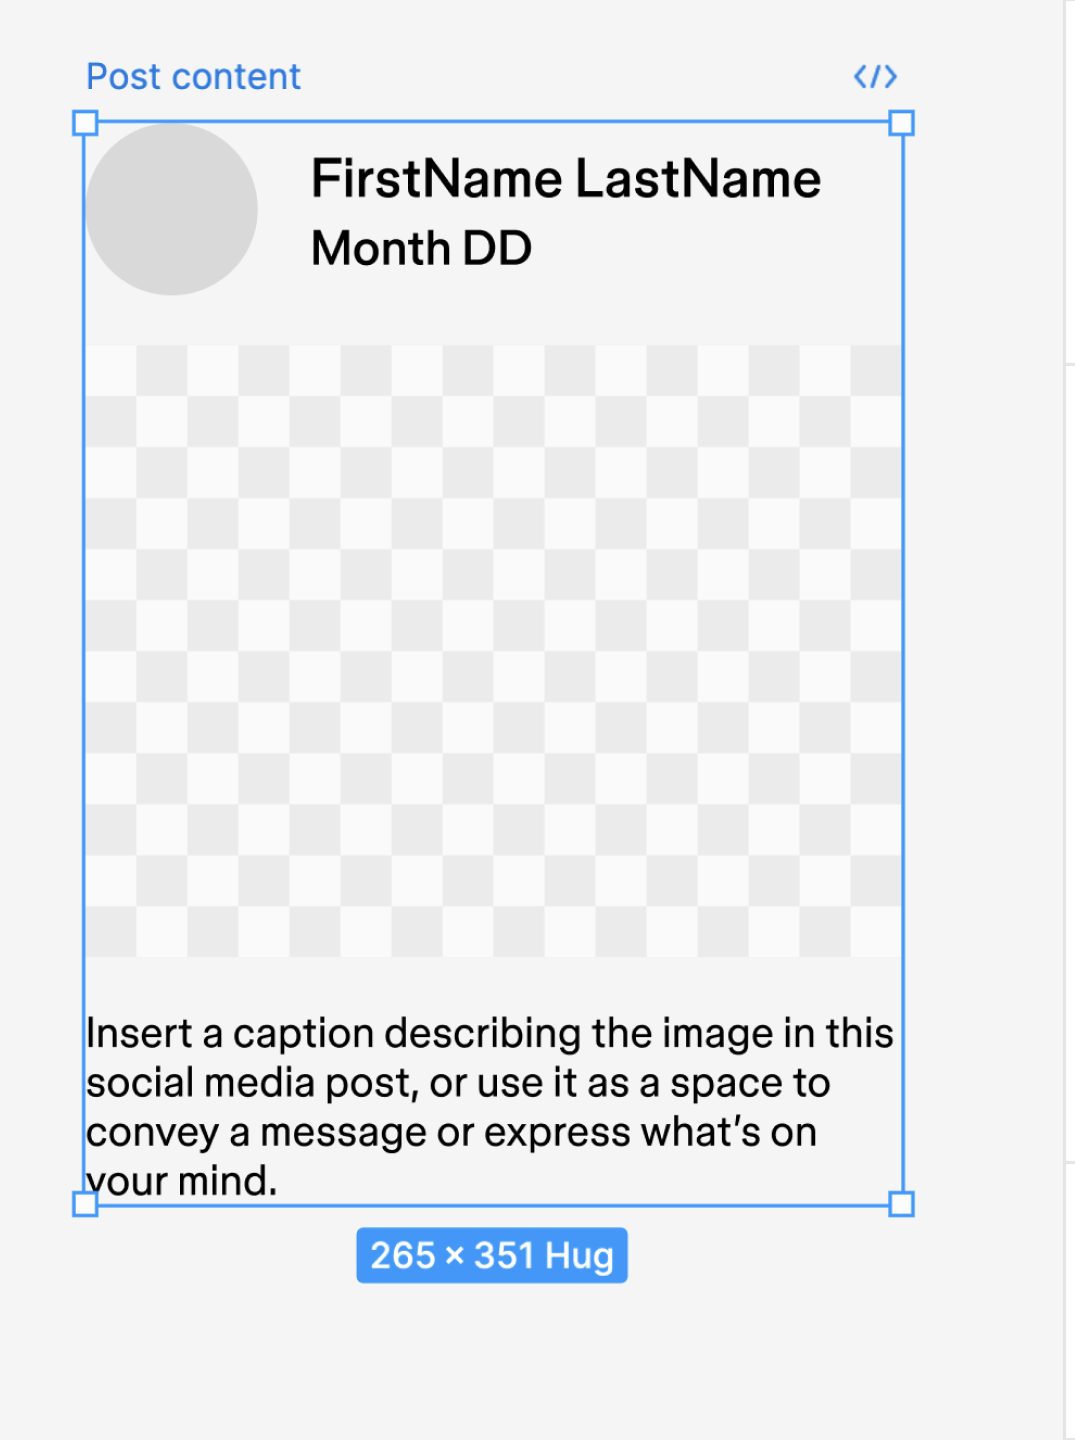 Post content </>
FirstName LastName
Month DD
Insert a caption describing the image in this
social media post, or use it as a space to
convey a message or express what’s on
your mind.
265 × 351 Hug